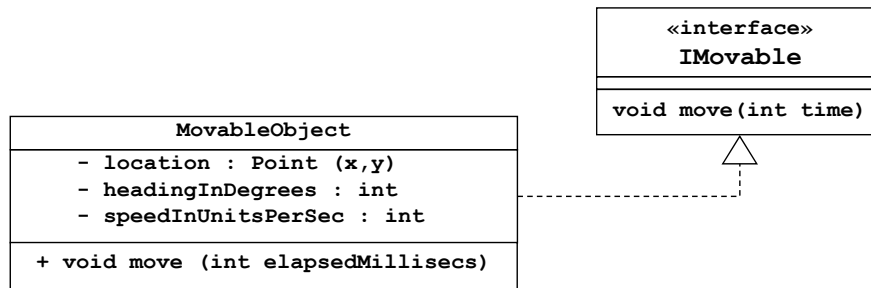 «interface»
IMovable
void move(int time)
MovableObject
- location : Point (x,y)
- headingInDegrees : int
- speedInUnitsPerSec : int
+ void move (int elapsedMillisecs)